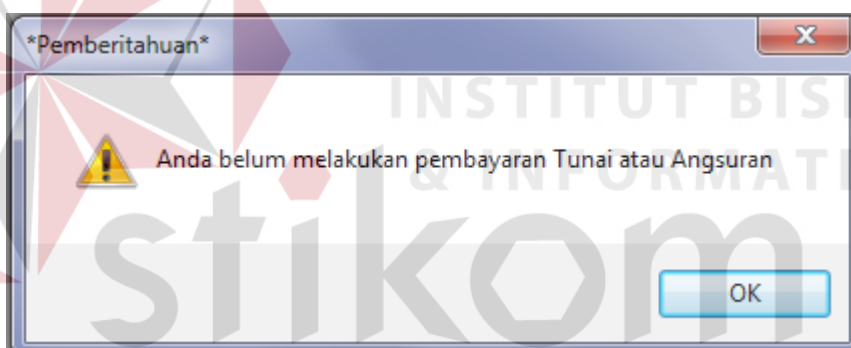 *Pemberitahuan*
INSTITUT BIS
Anda belum melakukan pembayaran Tunai atau Angsuran
& INFORMATI
stikom
OK